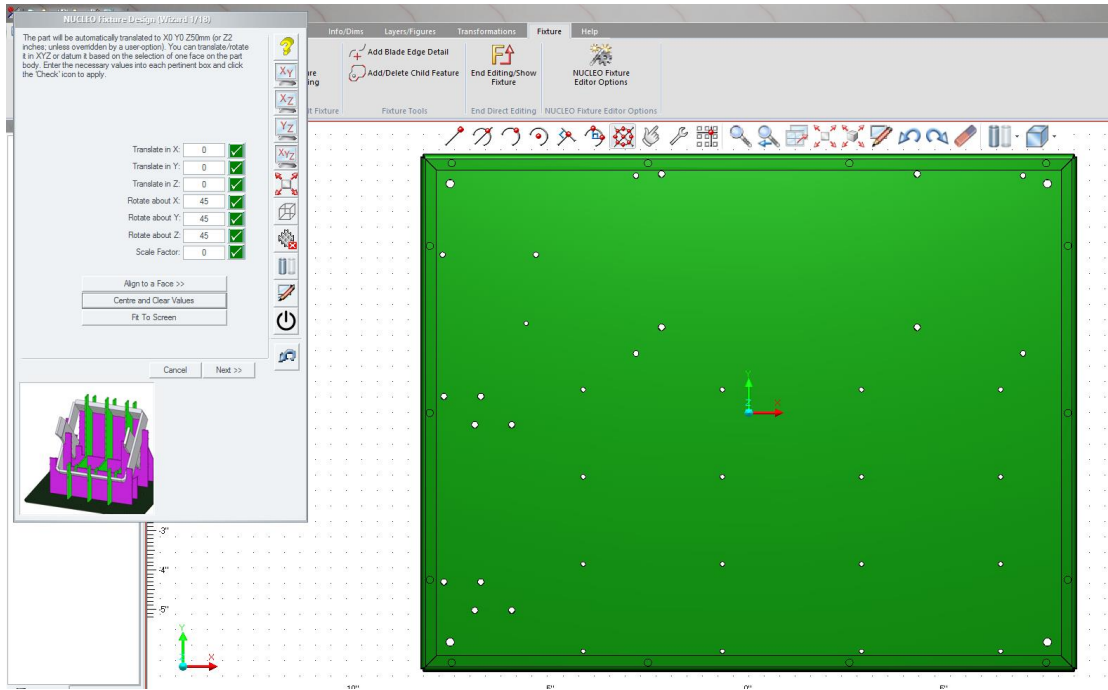 NUCLEO Fixture Design (Wizard 1/18)
The part will be automatically translated to X0 Y0 Z50mm (or Z2
inches; unless overridden by a user-option). You can translate/rotate
it in XYZ or datum it based on the selection of one face on the part
body. Enter the necessary values into each pertinent box and click
the 'Check' icon to apply.
Translate in X: 0
Translate in Y: 0
Translate in Z: 0
Rotate about X: 45
Rotate about Y: 45
Rotate about Z: 45
Scale Factor: 0
Align to a Face >>
Centre and Clear Values
Fit To Screen
Cancel Next >>
XY
XZ
YZ
XYZ
Info/Dims Layers/Figures Transformations Fixture Help
Add Blade Edge Detail
Add/Delete Child Feature
End Editing/Show
Fixture
NUCLEO Fixture
Editor Options
Fixture Tools End Direct Editing NUCLEO Fixture Editor Options
Y
Z X
-3"
-4"
-5"
Y
X
10" 5" 0" 5"